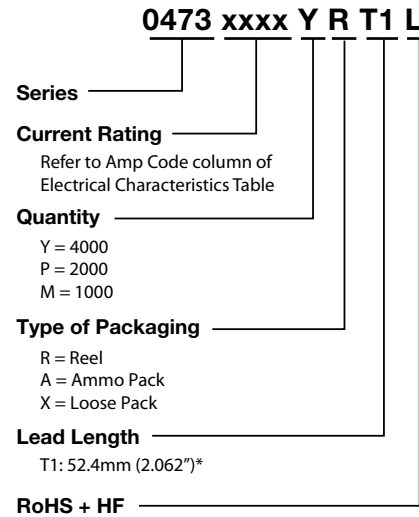 0473 xxxx Y R T1 L
Series
Current Rating
Refer to Amp Code column of
Electrical Characteristics Table
Quantity
Y = 4000
P = 2000
M = 1000
Type of Packaging
R = Reel
A = Ammo Pack
X = Loose Pack
Lead Length
T1: 52.4mm (2.062”)*
RoHS + HF